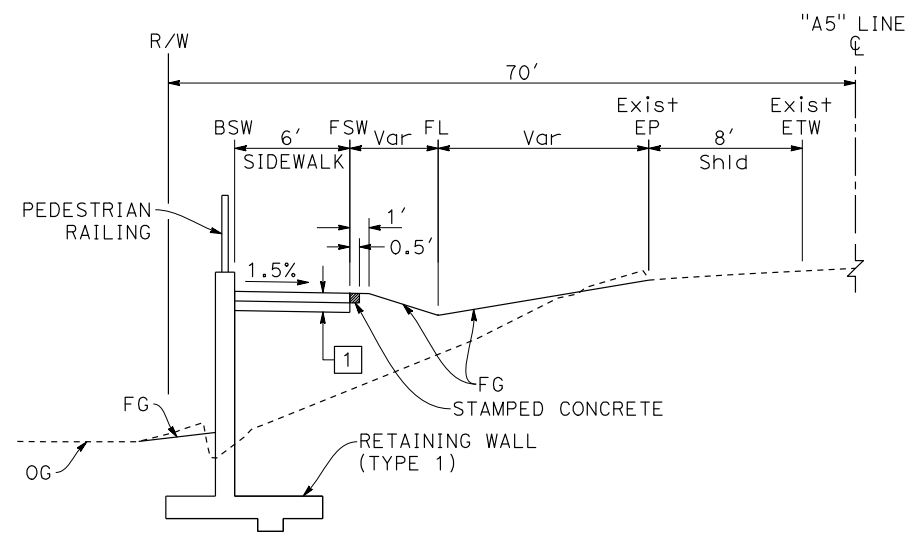 "A5" LINE
℄
R/W
70'
Exist
EP
Exist
ETW
BSW
6'
SIDEWALK
FSW
Var
FL
Var
8'
Shld
PEDESTRIAN
RAILING
1'
0.5'
1.5%
1
FG
STAMPED CONCRETE
FG
OG
RETAINING WALL
(TYPE 1)